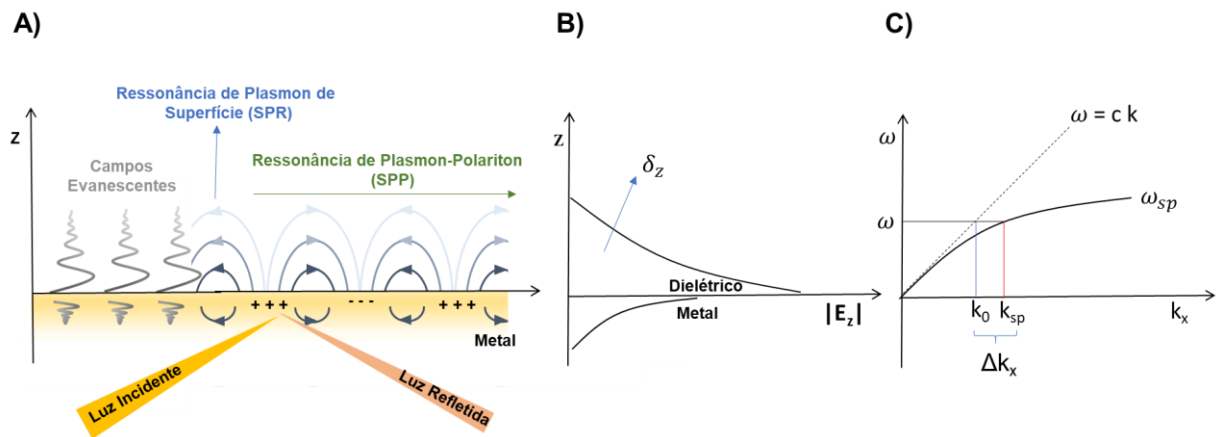 A)
Ressonância de Plasmon de
Superfície (SPR)
z
Campos
Evanescentes
Ressonância de Plasmon-Polariton
(SPP)
+ + +
- - -
+ + +
Metal
Luz Incidente
Luz Refletida
B)
z
δz
Dielétrico
Metal
|Ez|
C)
ω = c k
ω
ωsp
ω
k0
ksp
kx
Δkx